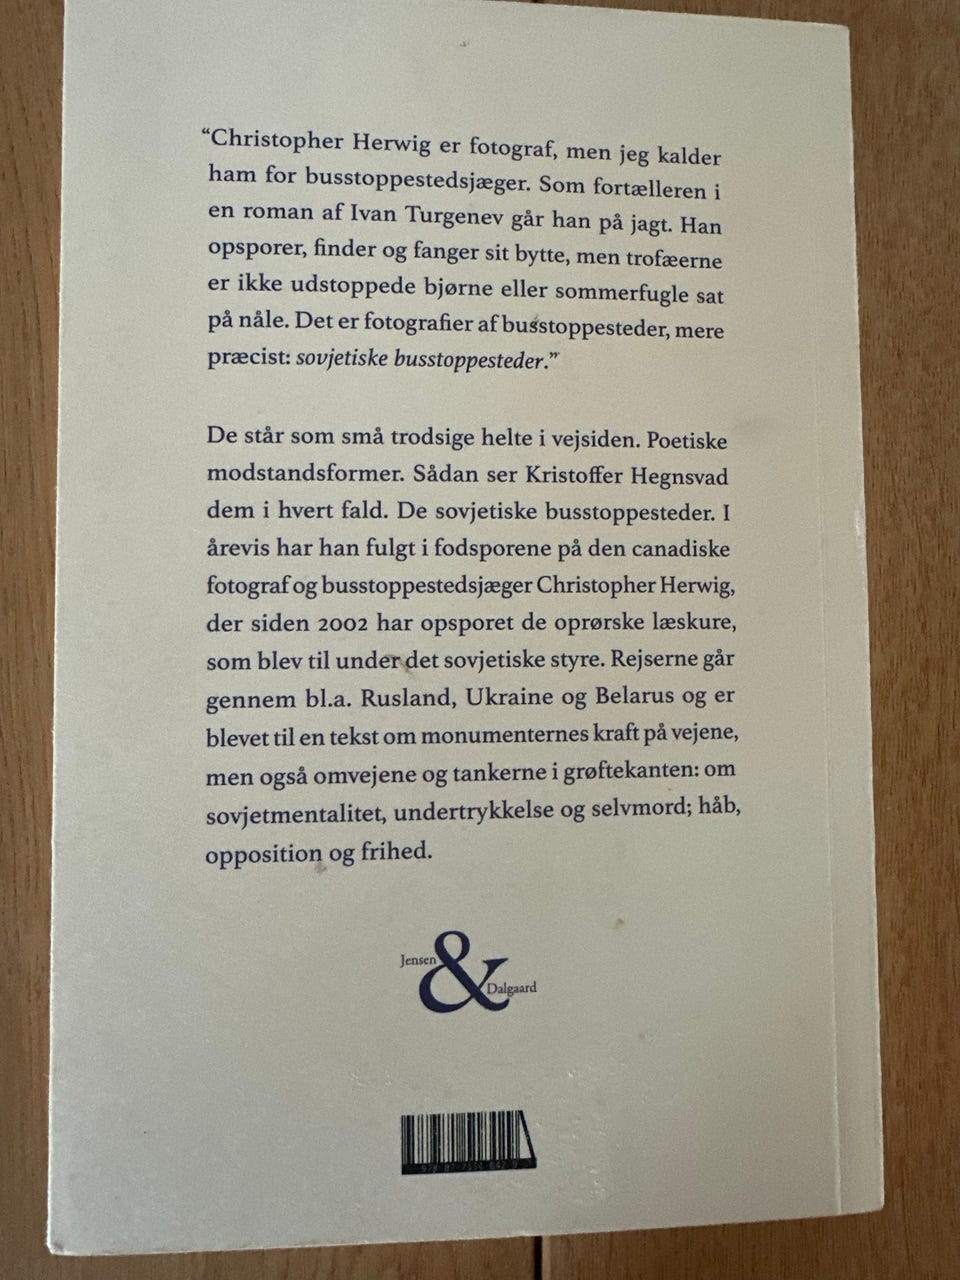 “Christopher Herwig er fotograf, men jeg kalder
ham for busstoppestedsjæger. Som fortælleren i
en roman af Ivan Turgenev går han på jagt. Han
opsporer, finder og fanger sit bytte, men trofæerne
er ikke udstoppede bjørne eller sommerfugle sat
på nåle. Det er fotografier af busstoppesteder, mere
præcist: sovjetiske busstoppesteder.”
De står som små trodsige helte i vejsiden. Poetiske
modstandsformer. Sådan ser Kristoffer Hegnsvad
dem i hvert fald. De sovjetiske busstoppesteder. I
årevis har han fulgt i fodsporene på den canadiske
fotograf og busstoppestedsjæger Christopher Herwig,
der siden 2002 har opsporet de oprørske læskure,
som blev til under det sovjetiske styre. Rejserne går
gennem bl.a. Rusland, Ukraine og Belarus og er
blevet til en tekst om monumenternes kraft på vejene,
men også omvejene og tankerne i grøftekanten: om
sovjetmentalitet, undertrykkelse og selvmord; håb,
opposition og frihed.
Jensen
&
Dalgaard